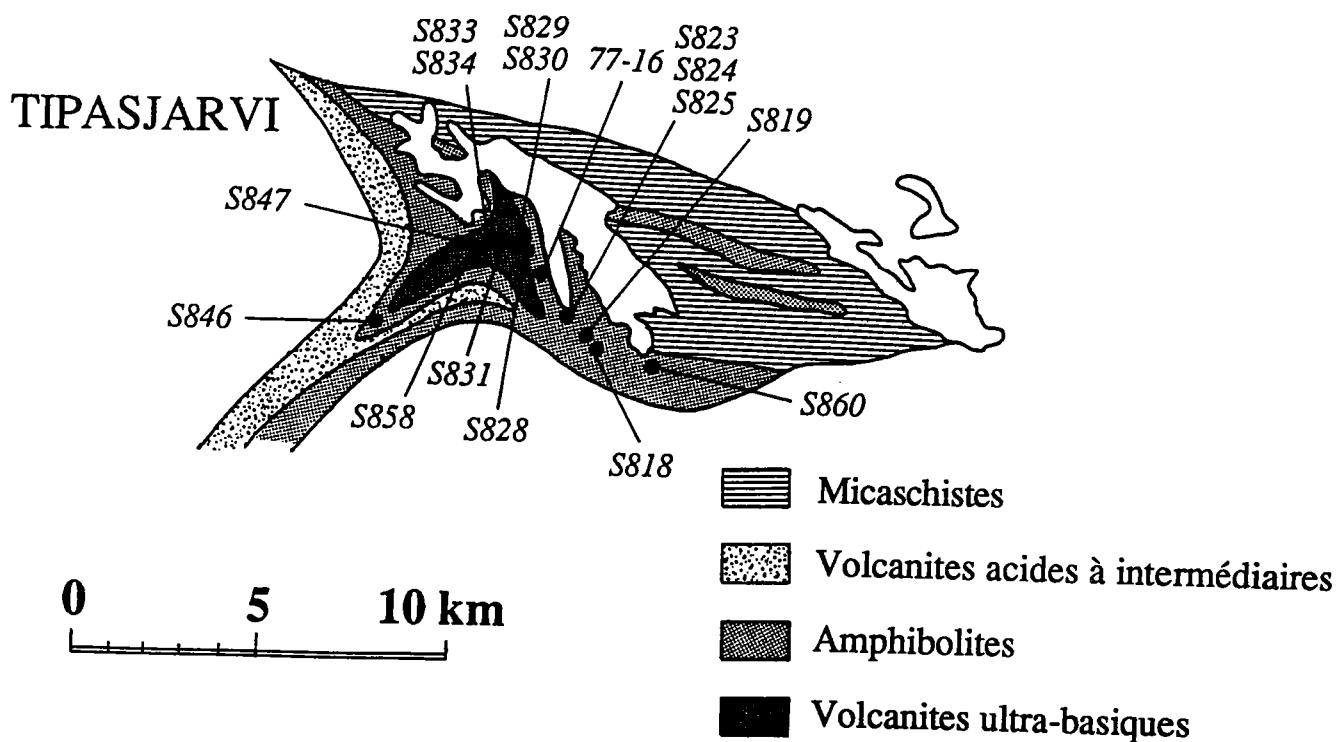 S833
S834
S829
S830
77-16
S823
S824
S825
S819
TIPASJARVI
S847
S846
S831
S858
S828
S860
S818
Micaschistes
Volcanites acides à intermédiaires
Amphibolites
Volcanites ultra-basiques
0 5 10 km